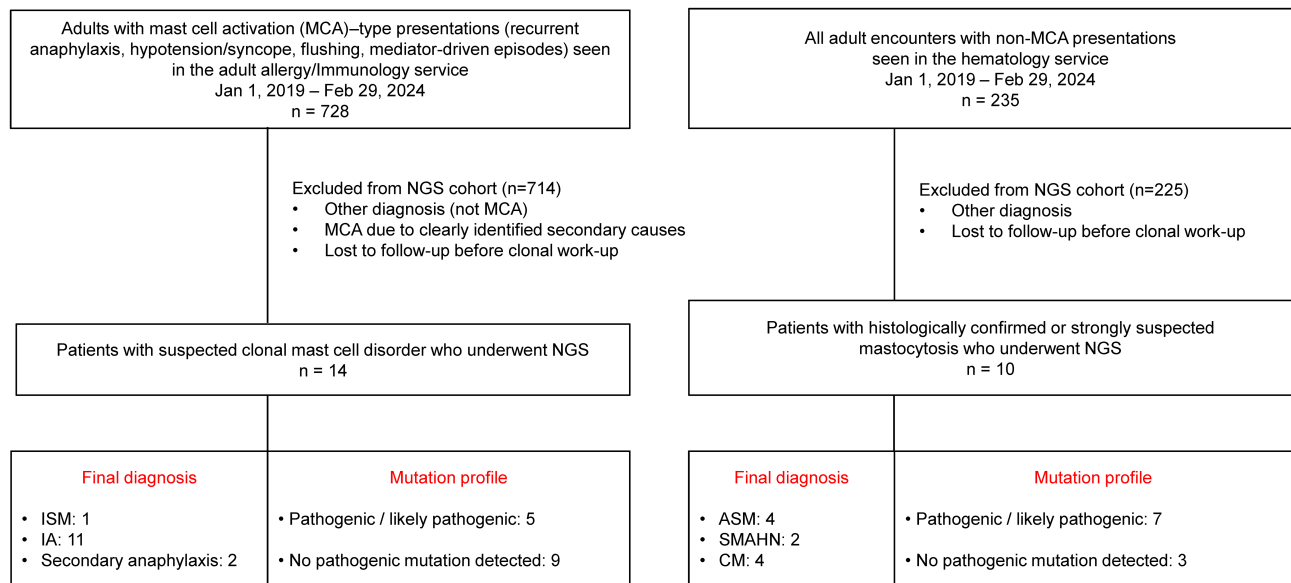 Adults with mast cell activation (MCA)–type presentations (recurrent
anaphylaxis, hypotension/syncope, flushing, mediator-driven episodes) seen
in the adult allergy/Immunology service
Jan 1, 2019 – Feb 29, 2024
n = 728
All adult encounters with non-MCA presentations
seen in the hematology service
Jan 1, 2019 – Feb 29, 2024
n = 235
Excluded from NGS cohort (n=714)
• Other diagnosis (not MCA)
• MCA due to clearly identified secondary causes
• Lost to follow-up before clonal work-up
Excluded from NGS cohort (n=225)
• Other diagnosis
• Lost to follow-up before clonal work-up
Patients with suspected clonal mast cell disorder who underwent NGS
n = 14
Patients with histologically confirmed or strongly suspected
mastocytosis who underwent NGS
n = 10
Final diagnosis
• ISM: 1
• IA: 11
• Secondary anaphylaxis: 2
Mutation profile
• Pathogenic / likely pathogenic: 5
• No pathogenic mutation detected: 9
Final diagnosis
• ASM: 4
• SMAHN: 2
• CM: 4
Mutation profile
• Pathogenic / likely pathogenic: 7
• No pathogenic mutation detected: 3